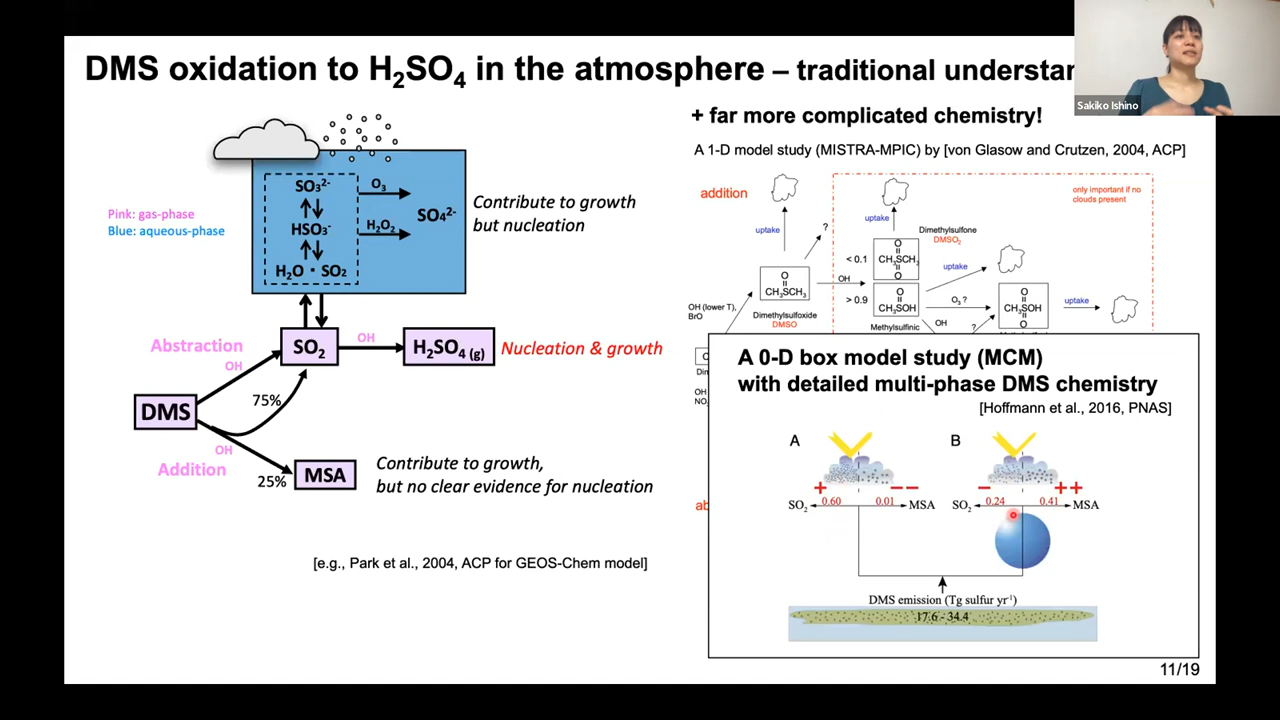 DMS oxidation to H₂SO₄ in the atmosphere – traditional understan
Sakiko Ishino
Pink: gas-phase
Blue: aqueous-phase
SO₃²⁻
HSO₃⁻
H₂O・SO₂
O₃
H₂O₂
SO₄²⁻
Contribute to growth
but nucleation
Abstraction
OH
SO₂
OH
H₂SO₄ (g)
Nucleation & growth
DMS
75%
OH
Addition
25%
MSA
Contribute to growth,
but no clear evidence for nucleation
[e.g., Park et al., 2004, ACP for GEOS-Chem model]
+ far more complicated chemistry!
A 1-D model study (MISTRA-MPIC) by [von Glasow and Crutzen, 2004, ACP]
addition
only important if no
clouds present
uptake
?
uptake
O
CH₃SCH₃
O
Dimethylsulfone
DMSO₂
< 0.1
OH
> 0.9
uptake
O
CH₃SCH₃
Dimethylsulfoxide
DMSO
OH (lower T),
BrO
O
CH₃SOH
Methylsulfinic
O₃ ?
OH
?
O
CH₃SOH
O
uptake
Din
OH
NO₂
ab
A 0-D box model study (MCM)
with detailed multi-phase DMS chemistry
[Hoffmann et al., 2016, PNAS]
A
B
+
– –
–
++
SO₂ 0.60 0.01 MSA
SO₂ 0.24 0.41 MSA
DMS emission (Tg sulfur yr⁻¹)
17.6 - 34.4
11/19